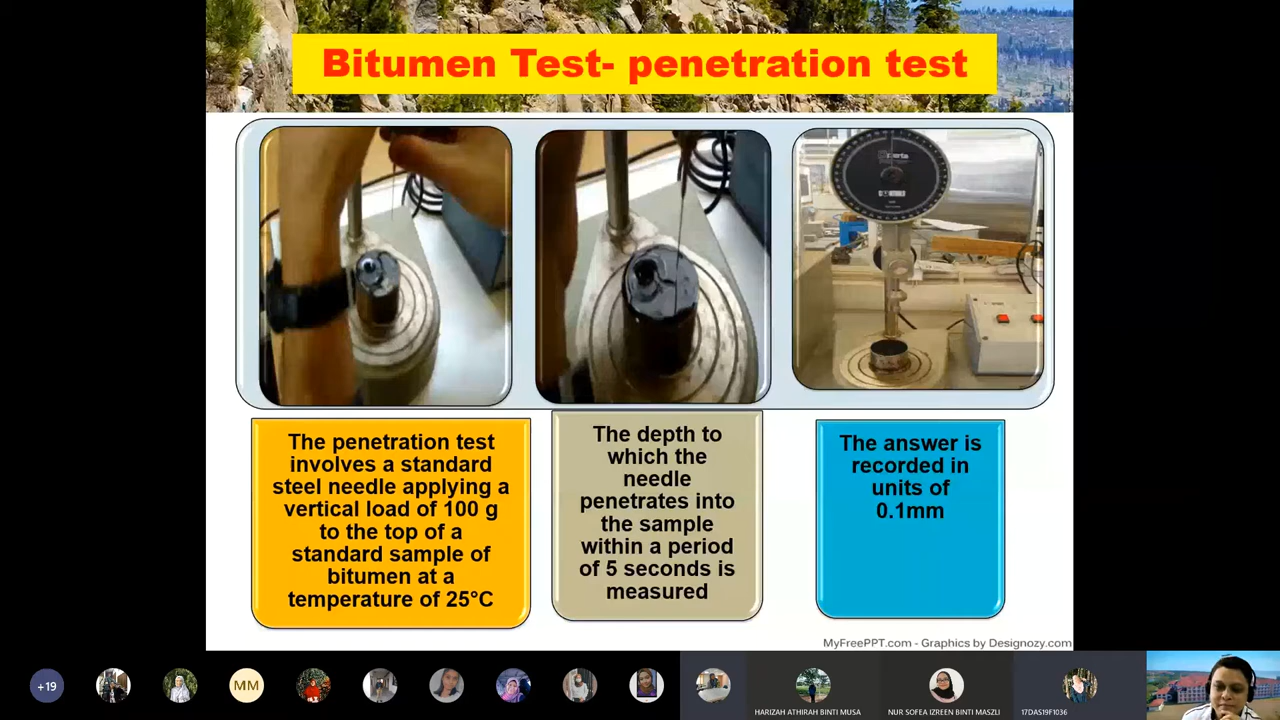 Bitumen Test- penetration test
The penetration test
involves a standard
steel needle applying a
vertical load of 100 g
to the top of a
standard sample of
bitumen at a
temperature of 25°C
The depth to
which the
needle
penetrates into
the sample
within a period
of 5 seconds is
measured
The answer is
recorded in
units of
0.1mm
MyFreePPT.com - Graphics by Designozy.com
+19
MM
HARIZAH ATHIRAH BINTI MUSA
NUR SOFEA IZREEN BINTI MASZLI
17DAS19F1036